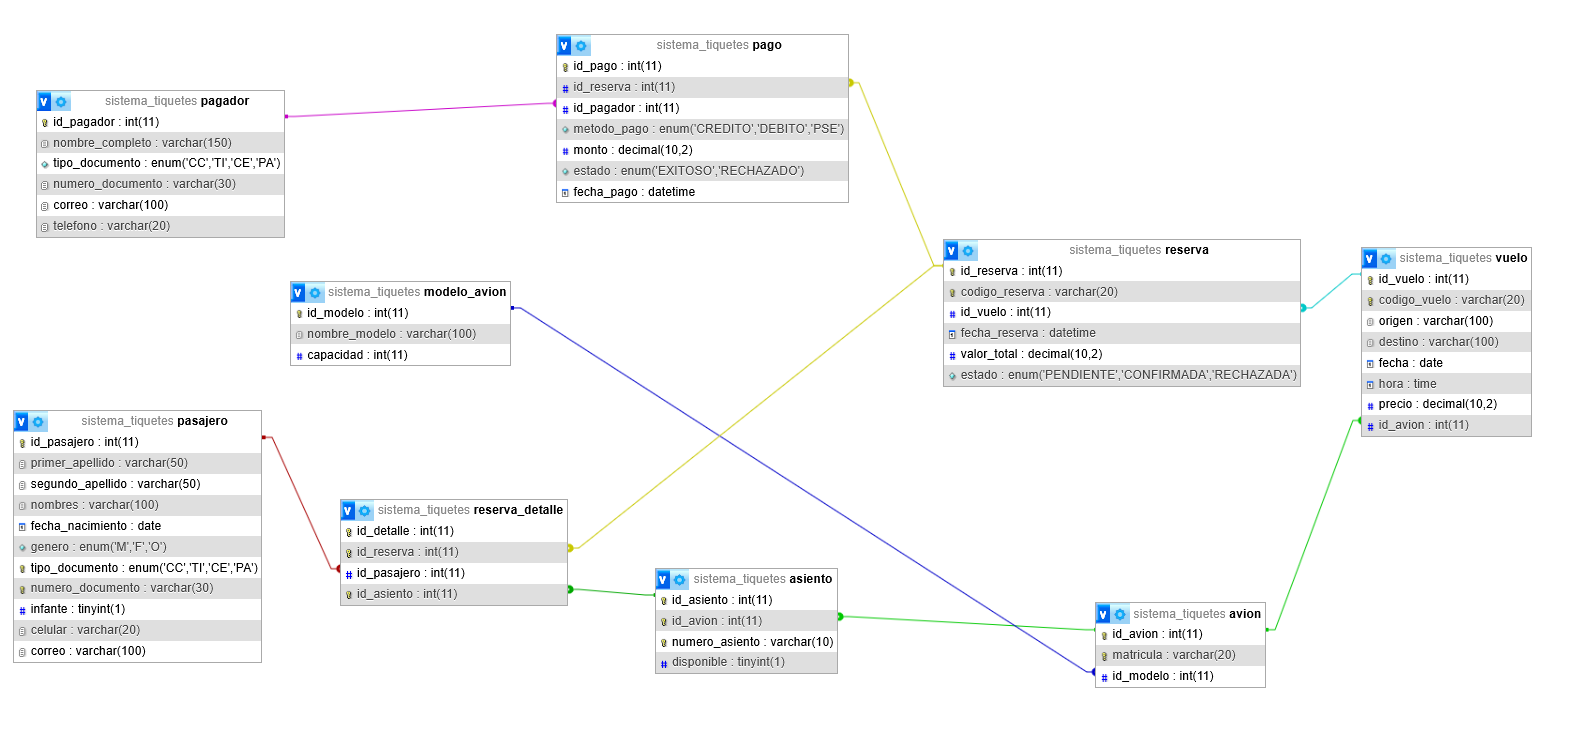 sistema_tiquetes pago
id_pago : int(11)
id_reserva : int(11)
id_pagador : int(11)
metodo_pago : enum('CREDITO','DEBITO','PSE')
monto : decimal(10,2)
estado : enum('EXITOSO','RECHAZADO')
fecha_pago : datetime
sistema_tiquetes pagador
id_pagador : int(11)
nombre_completo : varchar(150)
tipo_documento : enum('CC','TI','CE','PA')
numero_documento : varchar(30)
correo : varchar(100)
telefono : varchar(20)
sistema_tiquetes reserva
id_reserva : int(11)
codigo_reserva : varchar(20)
id_vuelo : int(11)
fecha_reserva : datetime
valor_total : decimal(10,2)
estado : enum('PENDIENTE','CONFIRMADA','RECHAZADA')
sistema_tiquetes vuelo
id_vuelo : int(11)
codigo_vuelo : varchar(20)
origen : varchar(100)
destino : varchar(100)
fecha : date
hora : time
precio : decimal(10,2)
id_avion : int(11)
sistema_tiquetes modelo_avion
id_modelo : int(11)
nombre_modelo : varchar(100)
capacidad : int(11)
sistema_tiquetes pasajero
id_pasajero : int(11)
primer_apellido : varchar(50)
segundo_apellido : varchar(50)
nombres : varchar(100)
fecha_nacimiento : date
genero : enum('M','F','O')
tipo_documento : enum('CC','TI','CE','PA')
numero_documento : varchar(30)
infante : tinyint(1)
celular : varchar(20)
correo : varchar(100)
sistema_tiquetes reserva_detalle
id_detalle : int(11)
id_reserva : int(11)
id_pasajero : int(11)
id_asiento : int(11)
sistema_tiquetes asiento
id_asiento : int(11)
id_avion : int(11)
numero_asiento : varchar(10)
disponible : tinyint(1)
sistema_tiquetes avion
id_avion : int(11)
matricula : varchar(20)
id_modelo : int(11)